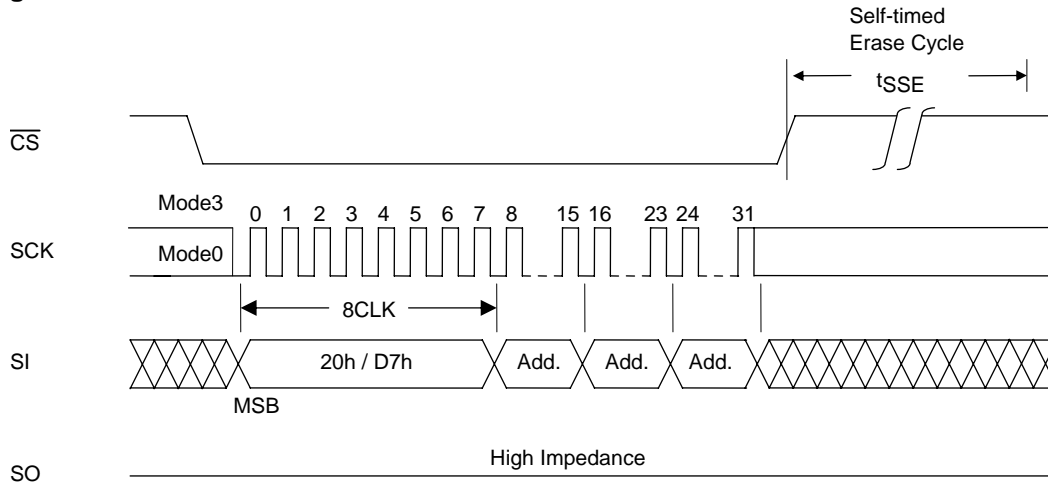 Self-timed
Erase Cycle
tSSE
CS
Mode3
0 1 2 3 4 5 6 7 8 15 16 23 24 31
SCK
Mode0
8CLK
SI
20h / D7h
Add.
Add.
Add.
MSB
High Impedance
SO